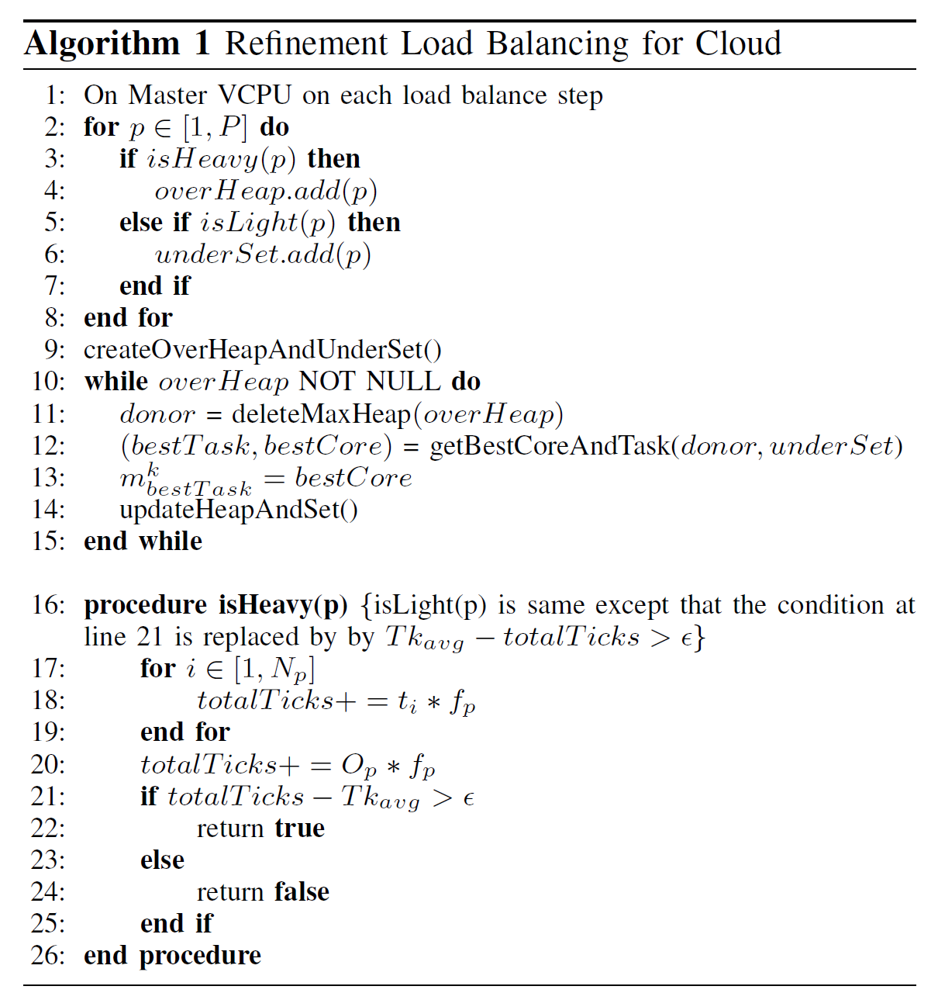 Algorithm 1 Refinement Load Balancing for Cloud
1: On Master VCPU on each load balance step
2: for p ∈ [1, P] do
3: if isHeavy(p) then
4: overHeap.add(p)
5: else if isLight(p) then
6: underSet.add(p)
7: end if
8: end for
9: createOverHeapAndUnderSet()
10: while overHeap NOT NULL do
11: donor = deleteMaxHeap(overHeap)
12: (bestTask, bestCore) = getBestCoreAndTask(donor, underSet)
13: m^k_{bestTask} = bestCore
14: updateHeapAndSet()
15: end while
16: procedure isHeavy(p) {isLight(p) is same except that the condition at
line 21 is replaced by by Tk_{avg} − totalTicks > ϵ}
17: for i ∈ [1, N_p]
18: totalTicks+ = t_i ∗ f_p
19: end for
20: totalTicks+ = O_p ∗ f_p
21: if totalTicks − Tk_{avg} > ϵ
22: return true
23: else
24: return false
25: end if
26: end procedure